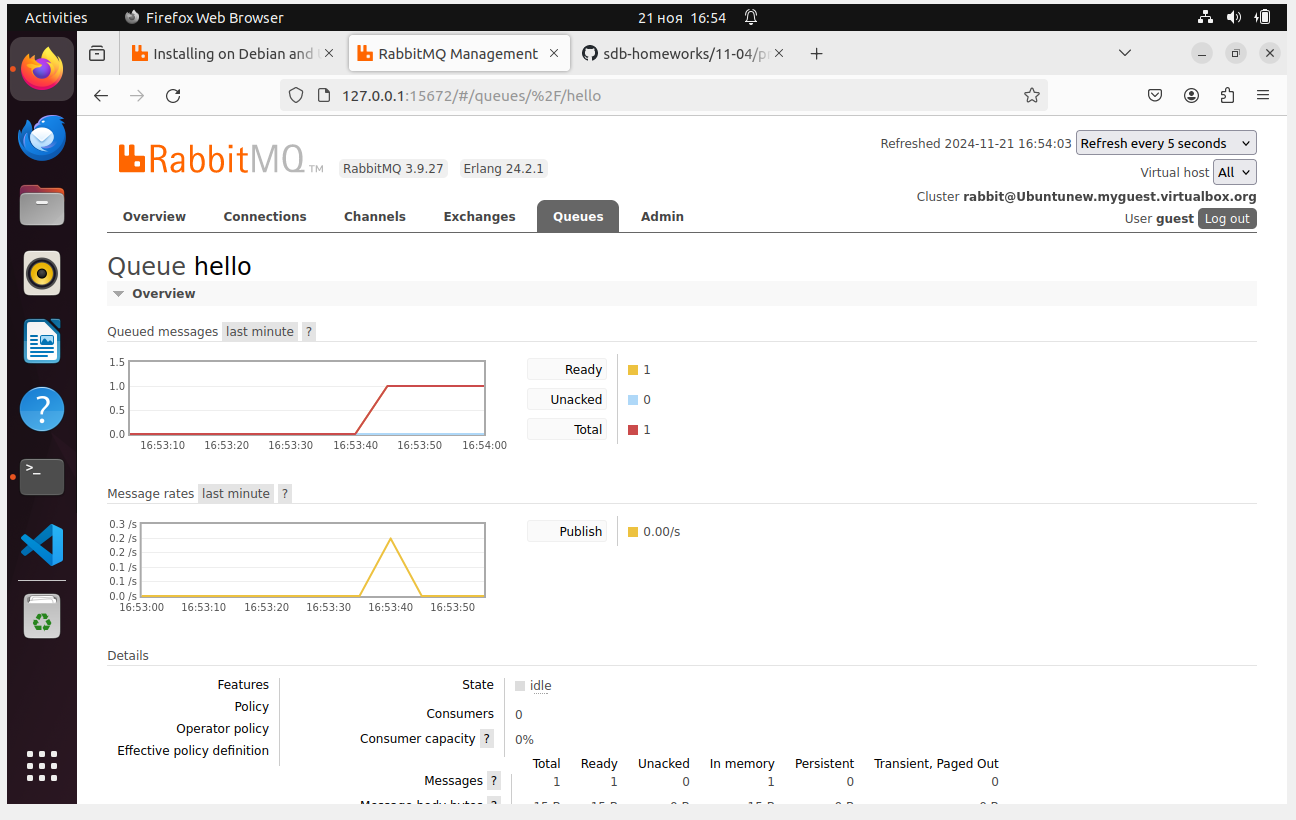 Activities Firefox Web Browser 21 ноя 16:54
Installing on Debian and RabbitMQ Management sdb-homeworks/11-04/
127.0.0.1:15672/#/queues/%2F/hello
RabbitMQ TM RabbitMQ 3.9.27 Erlang 24.2.1
Refreshed 2024-11-21 16:54:03 Refresh every 5 seconds
Virtual host All
Cluster rabbit@Ubuntunew.myguest.virtualbox.org
User guest Log out
Overview Connections Channels Exchanges Queues Admin
Queue hello
Overview
Queued messages last minute ?
1.5
1.0
0.5
0.0
16:53:10 16:53:20 16:53:30 16:53:40 16:53:50 16:54:00
Ready 1
Unacked 0
Total 1
Message rates last minute ?
0.3 /s
0.2 /s
0.2 /s
0.1 /s
0.1 /s
0.0 /s
16:53:00 16:53:10 16:53:20 16:53:30 16:53:40 16:53:50
Publish 0.00/s
Details
Features
Policy
Operator policy
Effective policy definition
State idle
Consumers 0
Consumer capacity ? 0%
Total Ready Unacked In memory Persistent Transient, Paged Out
Messages ? 1 1 0 1 0 0